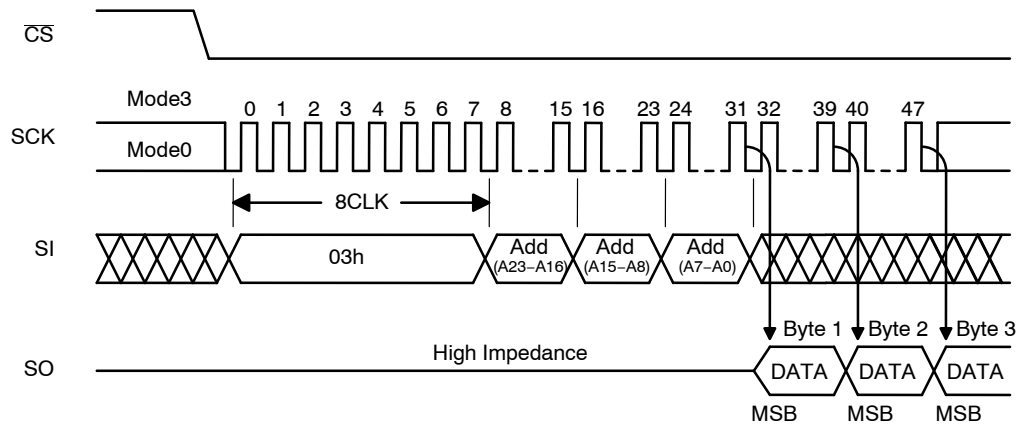 CS
Mode3
0 1 2 3 4 5 6 7 8 15 16 23 24 31 32 39 40 47
SCK
Mode0
8CLK
SI
03h
Add
(A23−A16)
Add
(A15−A8)
Add
(A7−A0)
Byte 1 Byte 2 Byte 3
High Impedance
SO
DATA DATA DATA
MSB MSB MSB